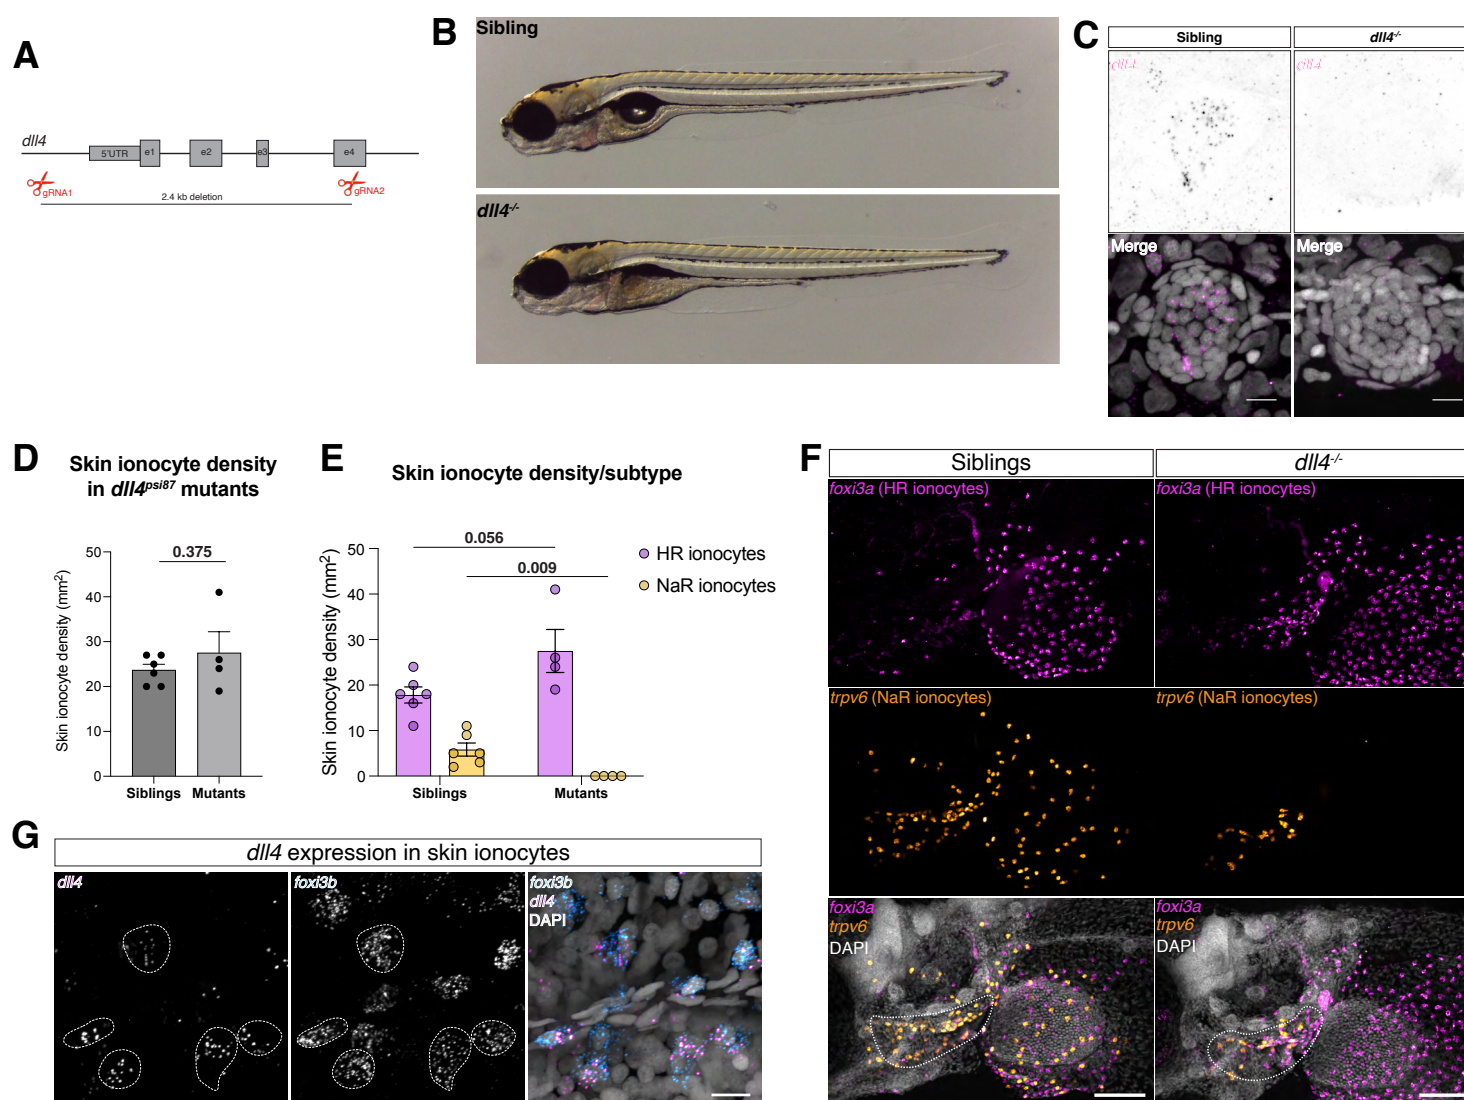 A
dll4
5'UTR
e1
e2
e3
e4
gRNA1
gRNA2
2.4 kb deletion
B
Sibling
dll4-/-
C
Sibling
dll4-/-
dll4
dll4
Merge
Merge
D
Skin ionocyte density
in dll4psi87 mutants
Skin ionocyte density (mm2)
50
40
30
20
10
0
0.375
Siblings
Mutants
E
Skin ionocyte density/subtype
Skin ionocyte density (mm2)
50
40
30
20
10
0
0.056
0.009
HR ionocytes
NaR ionocytes
Siblings
Mutants
F
Siblings
dll4-/-
foxi3a (HR ionocytes)
foxi3a (HR ionocytes)
trpv6 (NaR ionocytes)
trpv6 (NaR ionocytes)
foxi3a
trpv6
DAPI
foxi3a
trpv6
DAPI
G
dll4 expression in skin ionocytes
dll4
foxi3b
foxi3b
dll4
DAPI